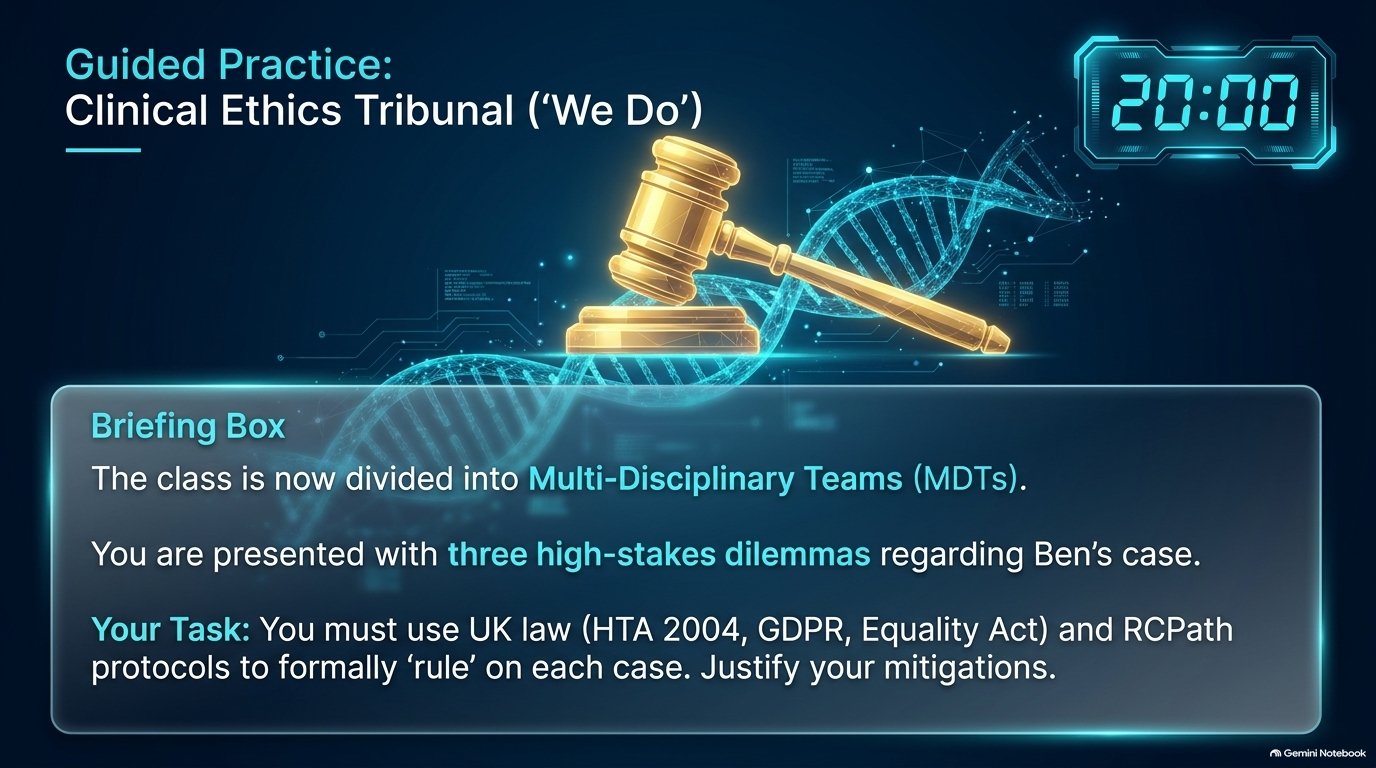 Guided Practice:
Clinical Ethics Tribunal (‘We Do’)
20:00
Briefing Box
The class is now divided into Multi-Disciplinary Teams (MDTs).
You are presented with three high-stakes dilemmas regarding Ben’s case.
Your Task: You must use UK law (HTA 2004, GDPR, Equality Act) and RCPath
protocols to formally ‘rule’ on each case. Justify your mitigations.
Gemini Notebook